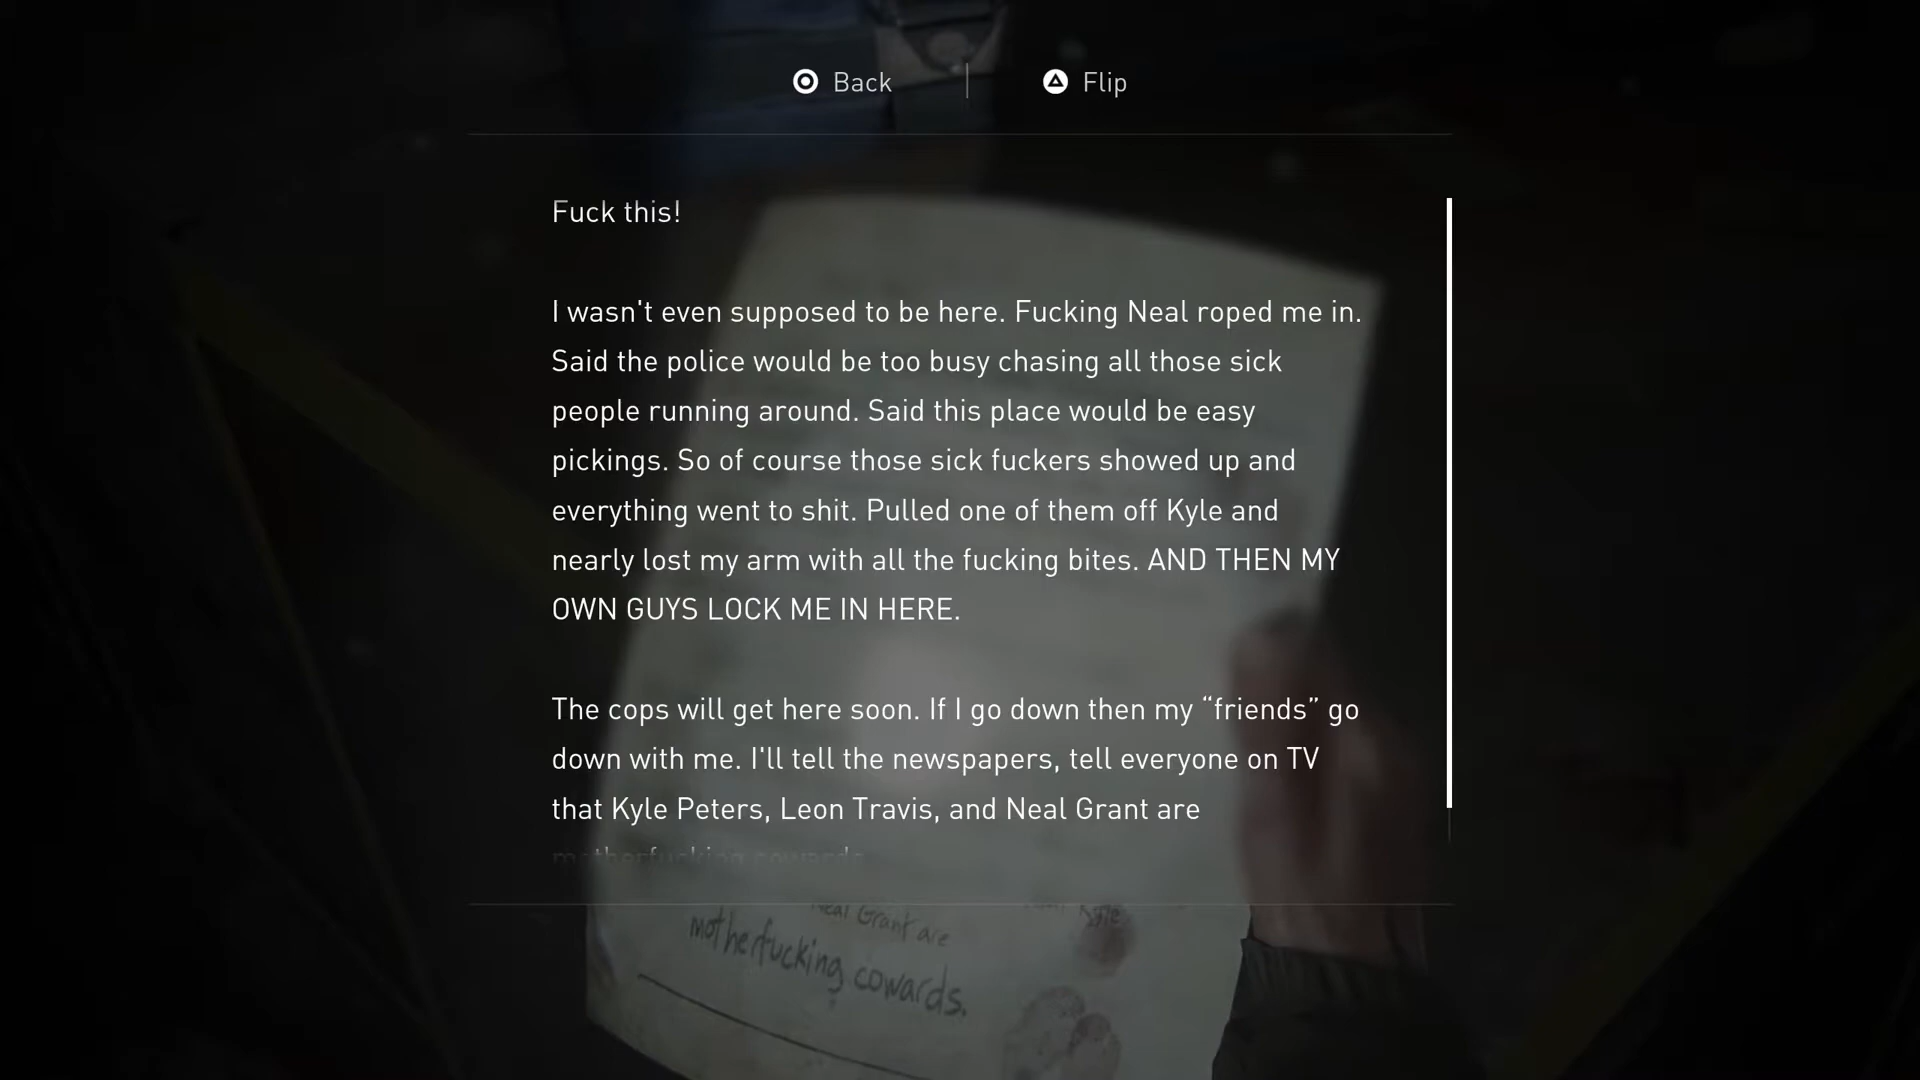 Back
Flip
Fuck this!
I wasn't even supposed to be here. Fucking Neal roped me in.
Said the police would be too busy chasing all those sick
people running around. Said this place would be easy
pickings. So of course those sick fuckers showed up and
everything went to shit. Pulled one of them off Kyle and
nearly lost my arm with all the fucking bites. AND THEN MY
OWN GUYS LOCK ME IN HERE.
The cops will get here soon. If I go down then my “friends” go
down with me. I'll tell the newspapers, tell everyone on TV
that Kyle Peters, Leon Travis, and Neal Grant are
motherfucking cowards.
Neal Grant are
Kyle
motherfucking cowards.